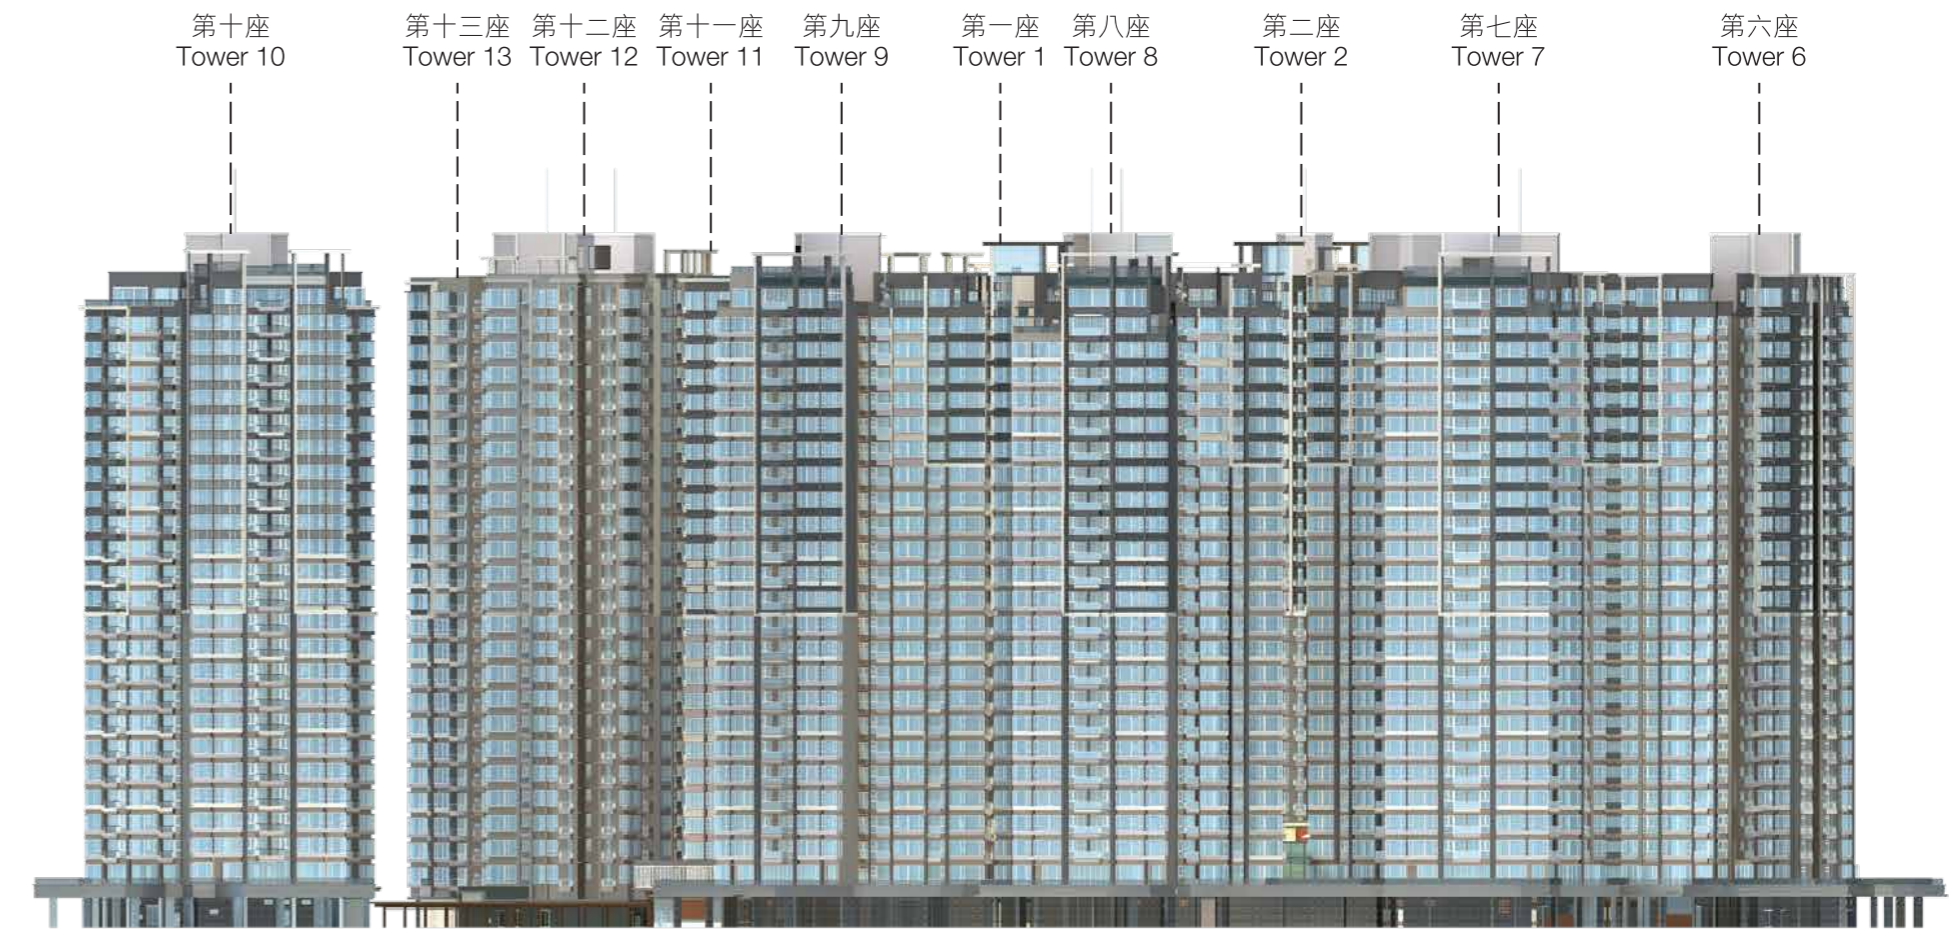 第十座
Tower 10
第十三座
Tower 13
第十二座
Tower 12
第十一座
Tower 11
第九座
Tower 9
第一座
Tower 1
第八座
Tower 8
第二座
Tower 2
第七座
Tower 7
第六座
Tower 6